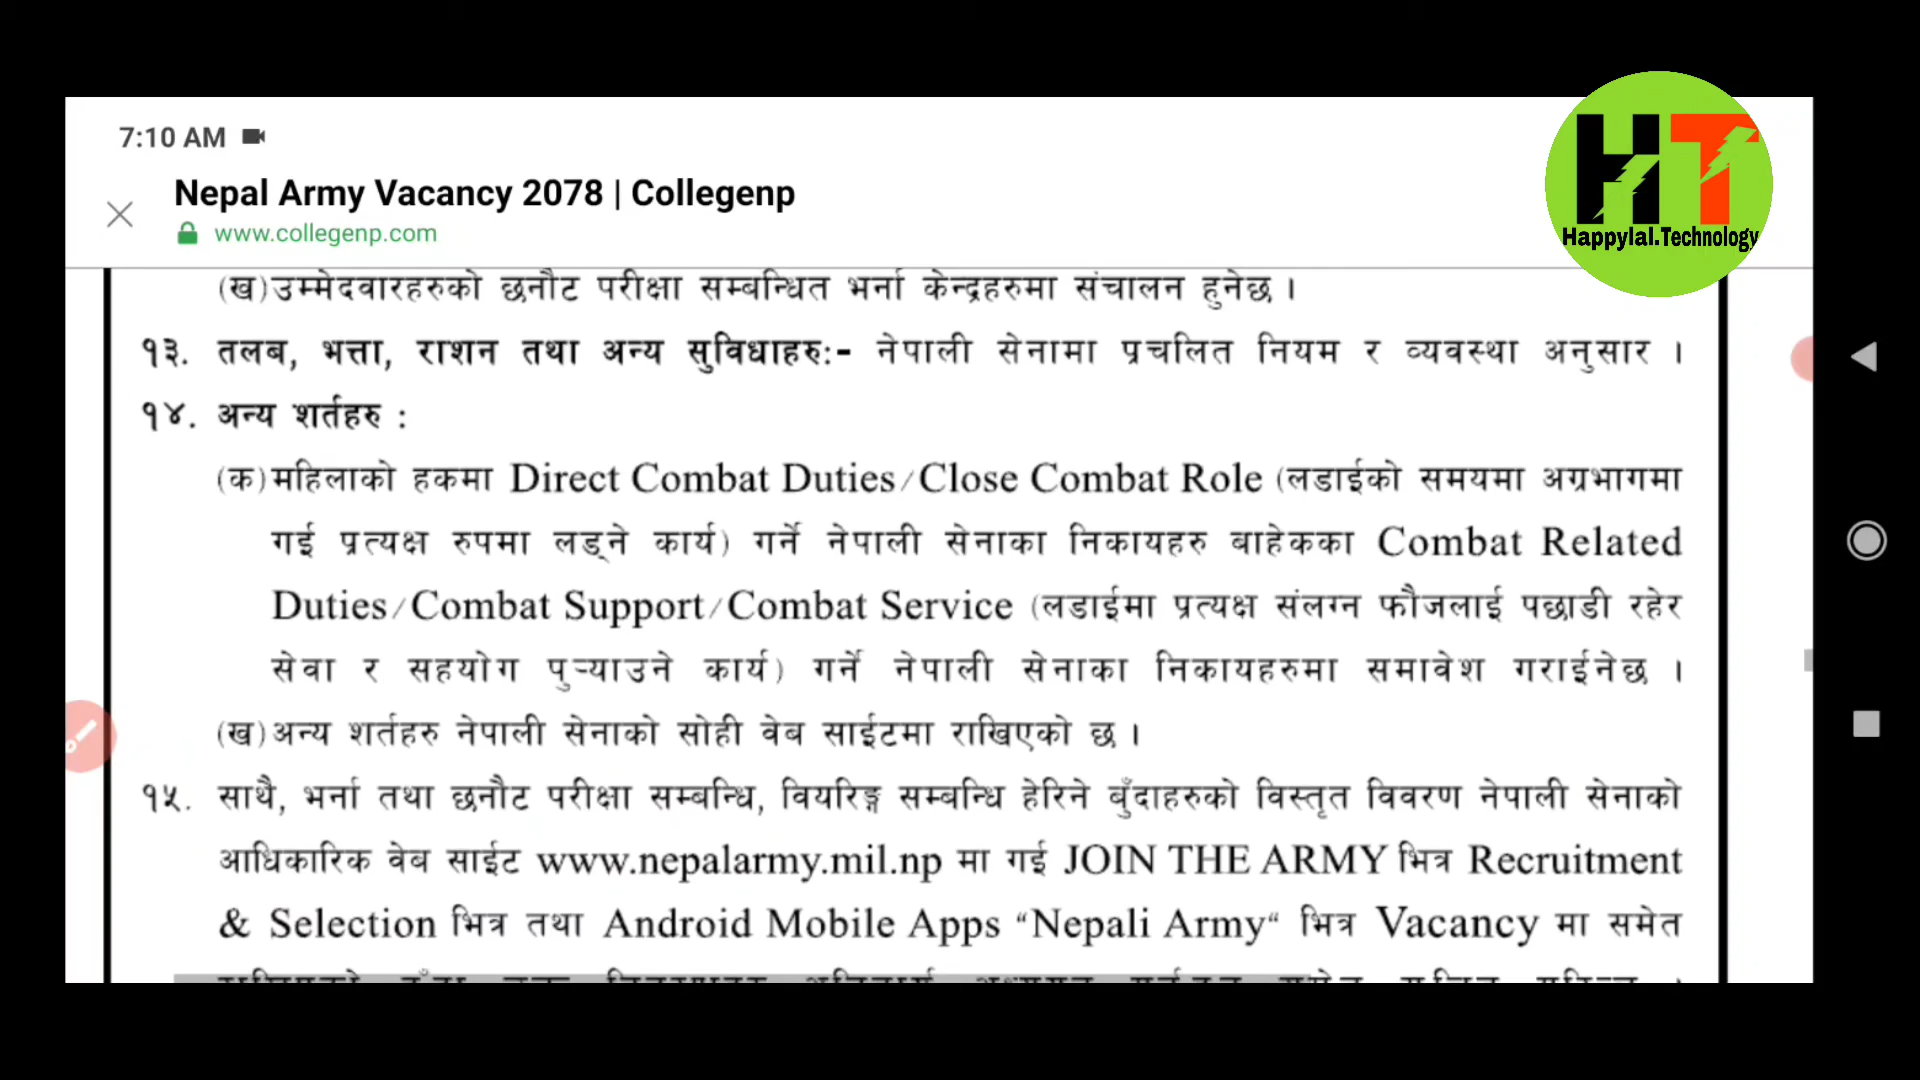 7:10 AM
Nepal Army Vacancy 2078 | Collegenp
www.collegenp.com
HT
Happylal.Technology
(ख) उम्मेदवारहरुको छनौट परीक्षा सम्बन्धित भर्ना केन्द्रहरुमा संचालन हुनेछ ।
१३. तलब, भत्ता, राशन तथा अन्य सुविधाहरु:- नेपाली सेनामा प्रचलित नियम र व्यवस्था अनुसार ।
१४. अन्य शर्तहरु :
(क) महिलाको हकमा Direct Combat Duties/Close Combat Role (लडाईको समयमा अग्रभागमा
गई प्रत्यक्ष रुपमा लड्ने कार्य) गर्ने नेपाली सेनाका निकायहरु बाहेकका Combat Related
Duties/Combat Support/Combat Service (लडाईमा प्रत्यक्ष संलग्न फौजलाई पछाडी रहेर
सेवा र सहयोग पुऱ्याउने कार्य) गर्ने नेपाली सेनाका निकायहरुमा समावेश गराईनेछ ।
(ख) अन्य शर्तहरु नेपाली सेनाको सोही वेब साईटमा राखिएको छ ।
१५. साथै, भर्ना तथा छनौट परीक्षा सम्बन्धि, वियरिङ्ग सम्बन्धि हेरिने बुँदाहरुको विस्तृत विवरण नेपाली सेनाको
आधिकारिक वेब साईट www.nepalarmy.mil.np मा गई JOIN THE ARMY भित्र Recruitment
& Selection भित्र तथा Android Mobile Apps “Nepali Army“ भित्र Vacancy मा समेत